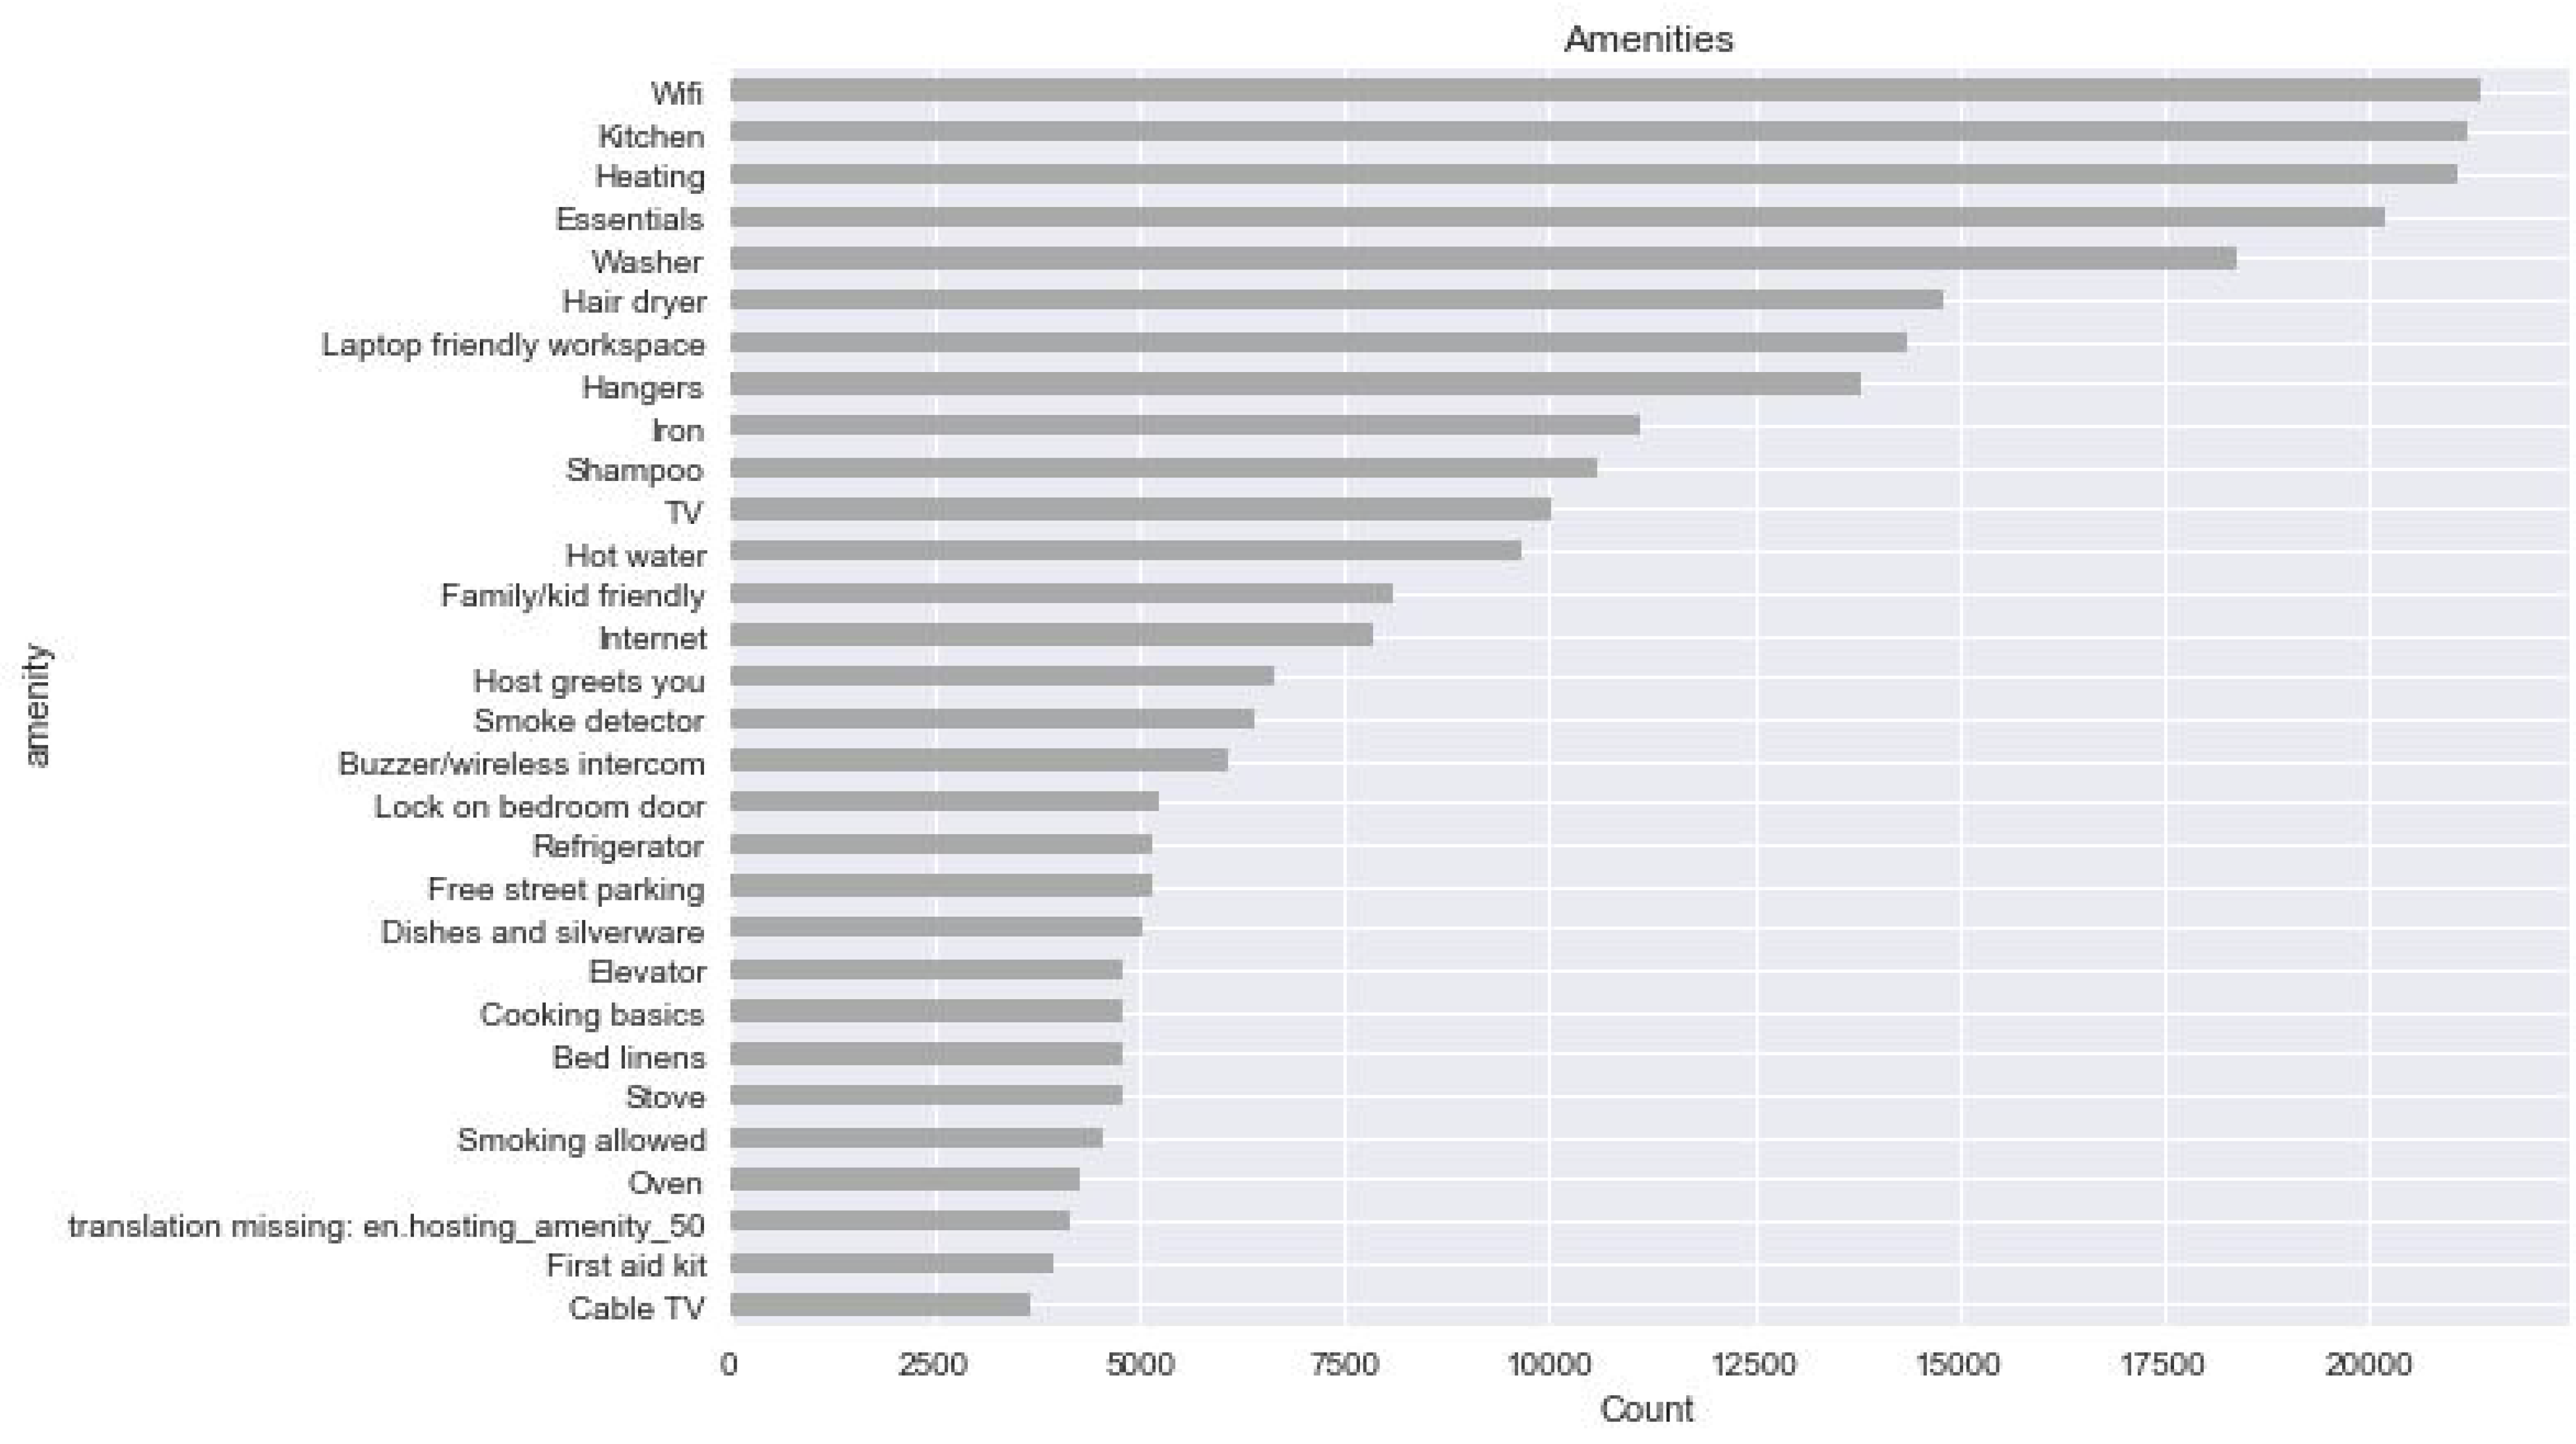 Amenities
Wifi
Kitchen
Heating
Essentials
Washer
Hair dryer
Laptop friendly workspace
Hangers
Iron
Shampoo
TV
Hot water
Family/kid friendly
Internet
Host greets you
Smoke detector
Buzzer/wireless intercom
Lock on bedroom door
Refrigerator
Free street parking
Dishes and silverware
Elevator
Cooking basics
Bed linens
Stove
Smoking allowed
Oven
translation missing: en.hosting_amenity_50
First aid kit
Cable TV
amenity
0 2500 5000 7500 10000 12500 15000 17500 20000
Count